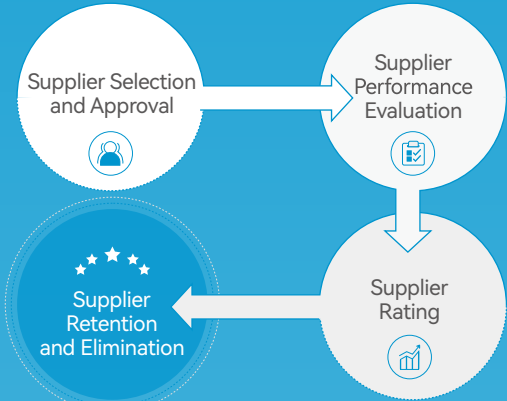 Supplier Selection
and Approval
Supplier
Performance
Evaluation
Supplier
Rating
Supplier
Retention
and Elimination